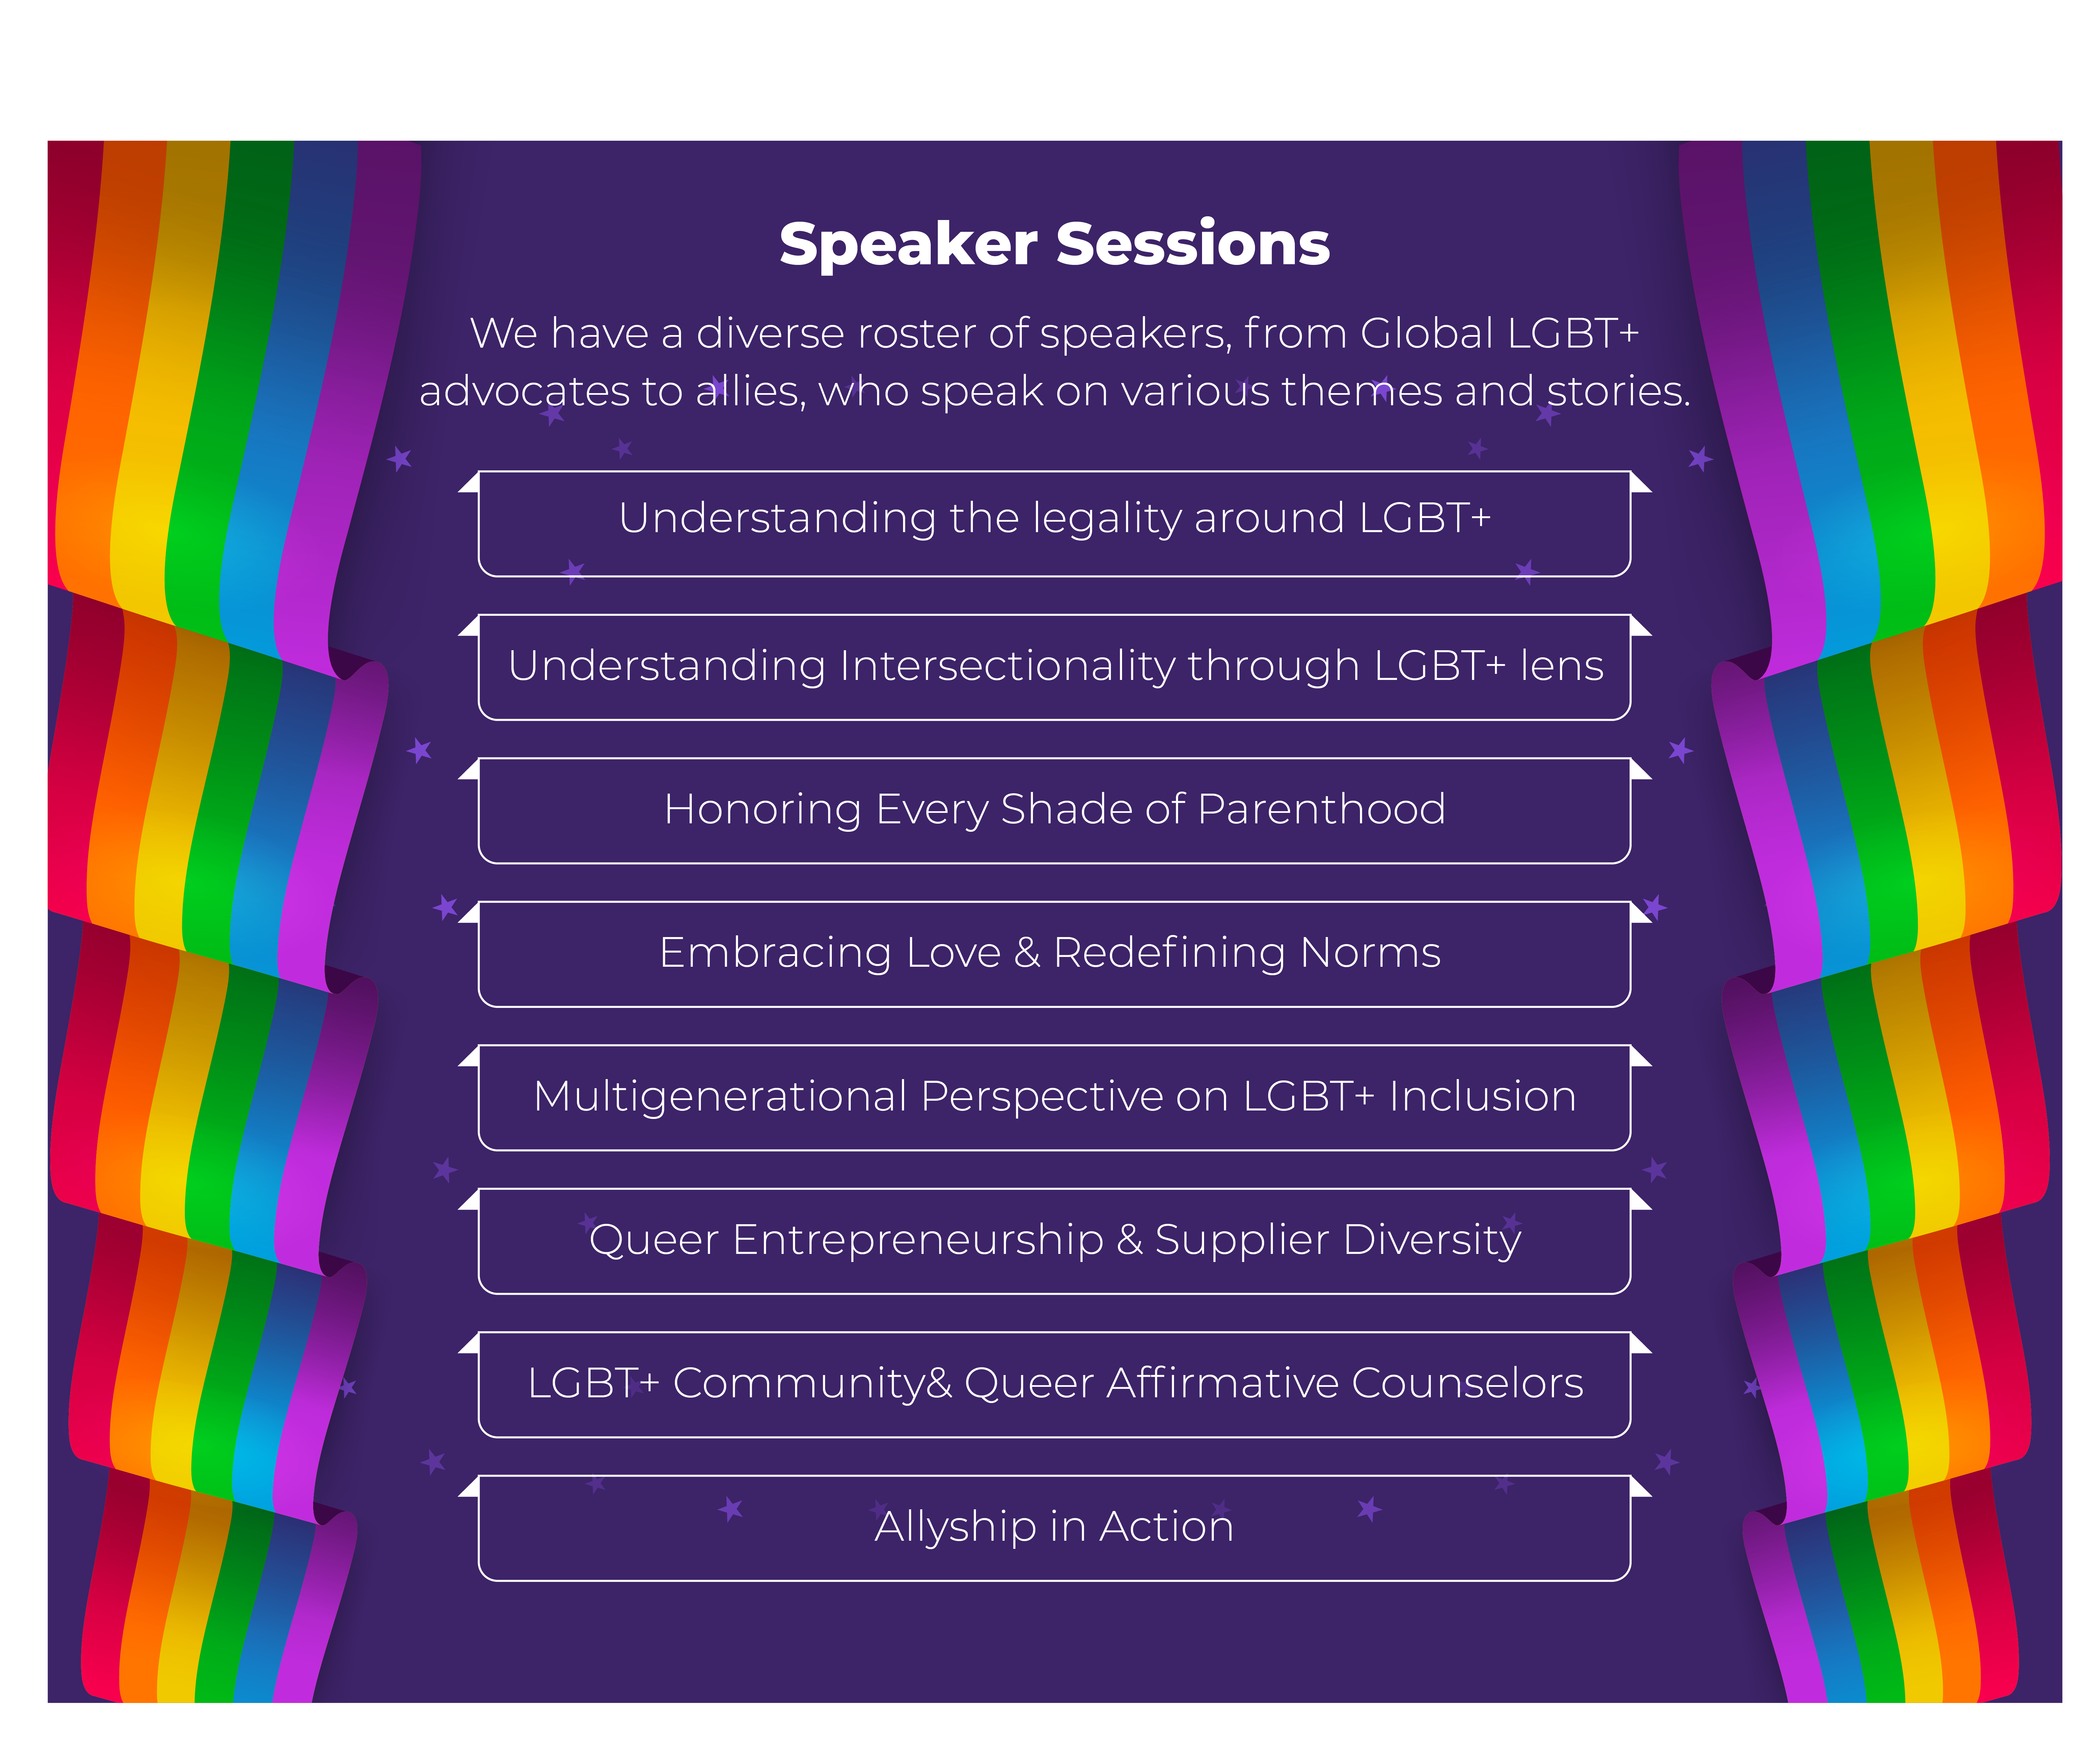 Speaker Sessions
We have a diverse roster of speakers, from Global LGBT+
advocates to allies, who speak on various themes and stories.
Understanding the legality around LGBT+
Understanding Intersectionality through LGBT+ lens
Honoring Every Shade of Parenthood
Embracing Love & Redefining Norms
Multigenerational Perspective on LGBT+ Inclusion
Queer Entrepreneurship & Supplier Diversity
LGBT+ Community& Queer Affirmative Counselors
Allyship in Action